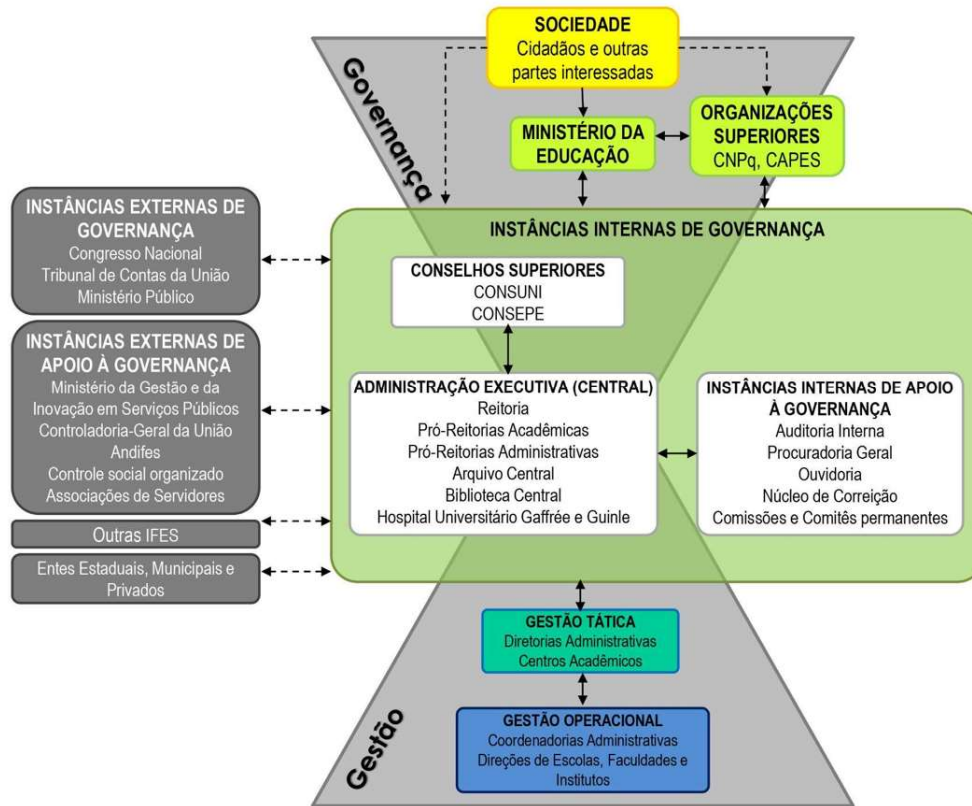 SOCIEDADE
Cidadãos e outras
partes interessadas
Governança
MINISTÉRIO DA
EDUCAÇÃO
ORGANIZAÇÕES
SUPERIORES
CNPq, CAPES
INSTÂNCIAS EXTERNAS DE
GOVERNANÇA
Congresso Nacional
Tribunal de Contas da União
Ministério Público
INSTÂNCIAS EXTERNAS DE
APOIO À GOVERNANÇA
Ministério da Gestão e da
Inovação em Serviços Públicos
Controladoria-Geral da União
Andifes
Controle social organizado
Associações de Servidores
Outras IFES
Entes Estaduais, Municipais e
Privados
INSTÂNCIAS INTERNAS DE GOVERNANÇA
CONSELHOS SUPERIORES
CONSUNI
CONSEPE
ADMINISTRAÇÃO EXECUTIVA (CENTRAL)
Reitoria
Pró-Reitorias Acadêmicas
Pró-Reitorias Administrativas
Arquivo Central
Biblioteca Central
Hospital Universitário Gaffrée e Guinle
INSTÂNCIAS INTERNAS DE APOIO
À GOVERNANÇA
Auditoria Interna
Procuradoria Geral
Ouvidoria
Núcleo de Correição
Comissões e Comitês permanentes
GESTÃO TÁTICA
Diretorias Administrativas
Centros Acadêmicos
Gestão
GESTÃO OPERACIONAL
Coordenadorias Administrativas
Direções de Escolas, Faculdades e
Institutos